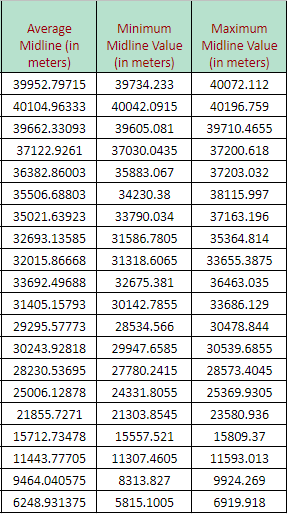 Average Midline (in meters) Minimum Midline Value (in meters) Maximum Midline Value (in meters)
39952.79715 39734.233 40072.112
40104.96333 40042.0915 40196.759
39662.33093 39605.081 39710.4655
37122.9261 37030.0435 37200.618
36382.86003 35883.067 37203.032
35506.68803 34230.38 38115.997
35021.63923 33790.034 37163.196
32693.13585 31586.7805 35364.814
32015.86668 31318.6065 33655.3875
33692.49688 32675.381 36463.035
31405.15793 30142.7855 33686.129
29295.57773 28534.566 30478.844
30243.92818 29947.6585 30539.6855
28230.53695 27780.2415 28573.4045
25006.12878 24331.8055 25369.9305
21855.7271 21303.8545 23580.936
15712.73478 15557.521 15809.37
11443.77705 11307.4605 11593.013
9464.040575 8313.827 9924.269
6248.931375 5815.1005 6919.918